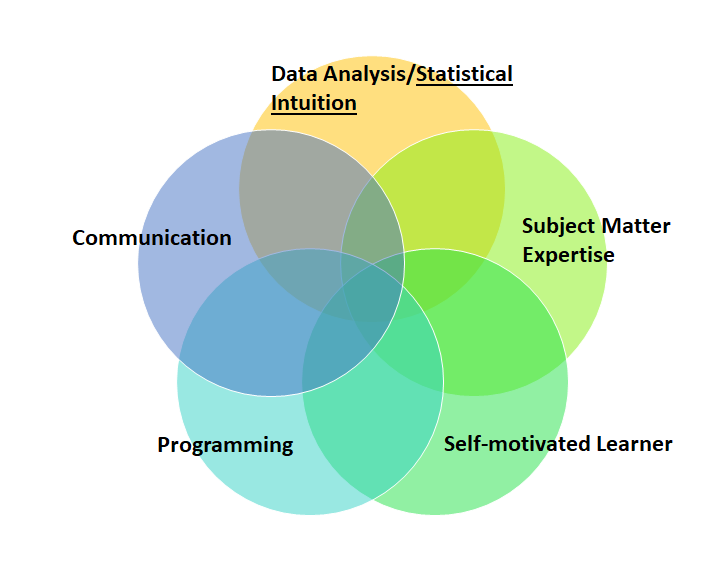 Data Analysis/Statistical
Intuition
Communication
Subject Matter
Expertise
Programming
Self-motivated Learner